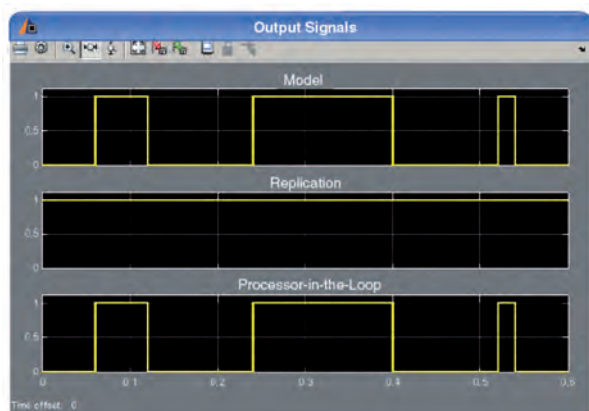 Output Signals
Model
1
0.5
0
Replication
1
0.5
0
Processor-in-the-Loop
1
0.5
0
0 0.1 0.2 0.3 0.4 0.5 0.6
Time offset: 0